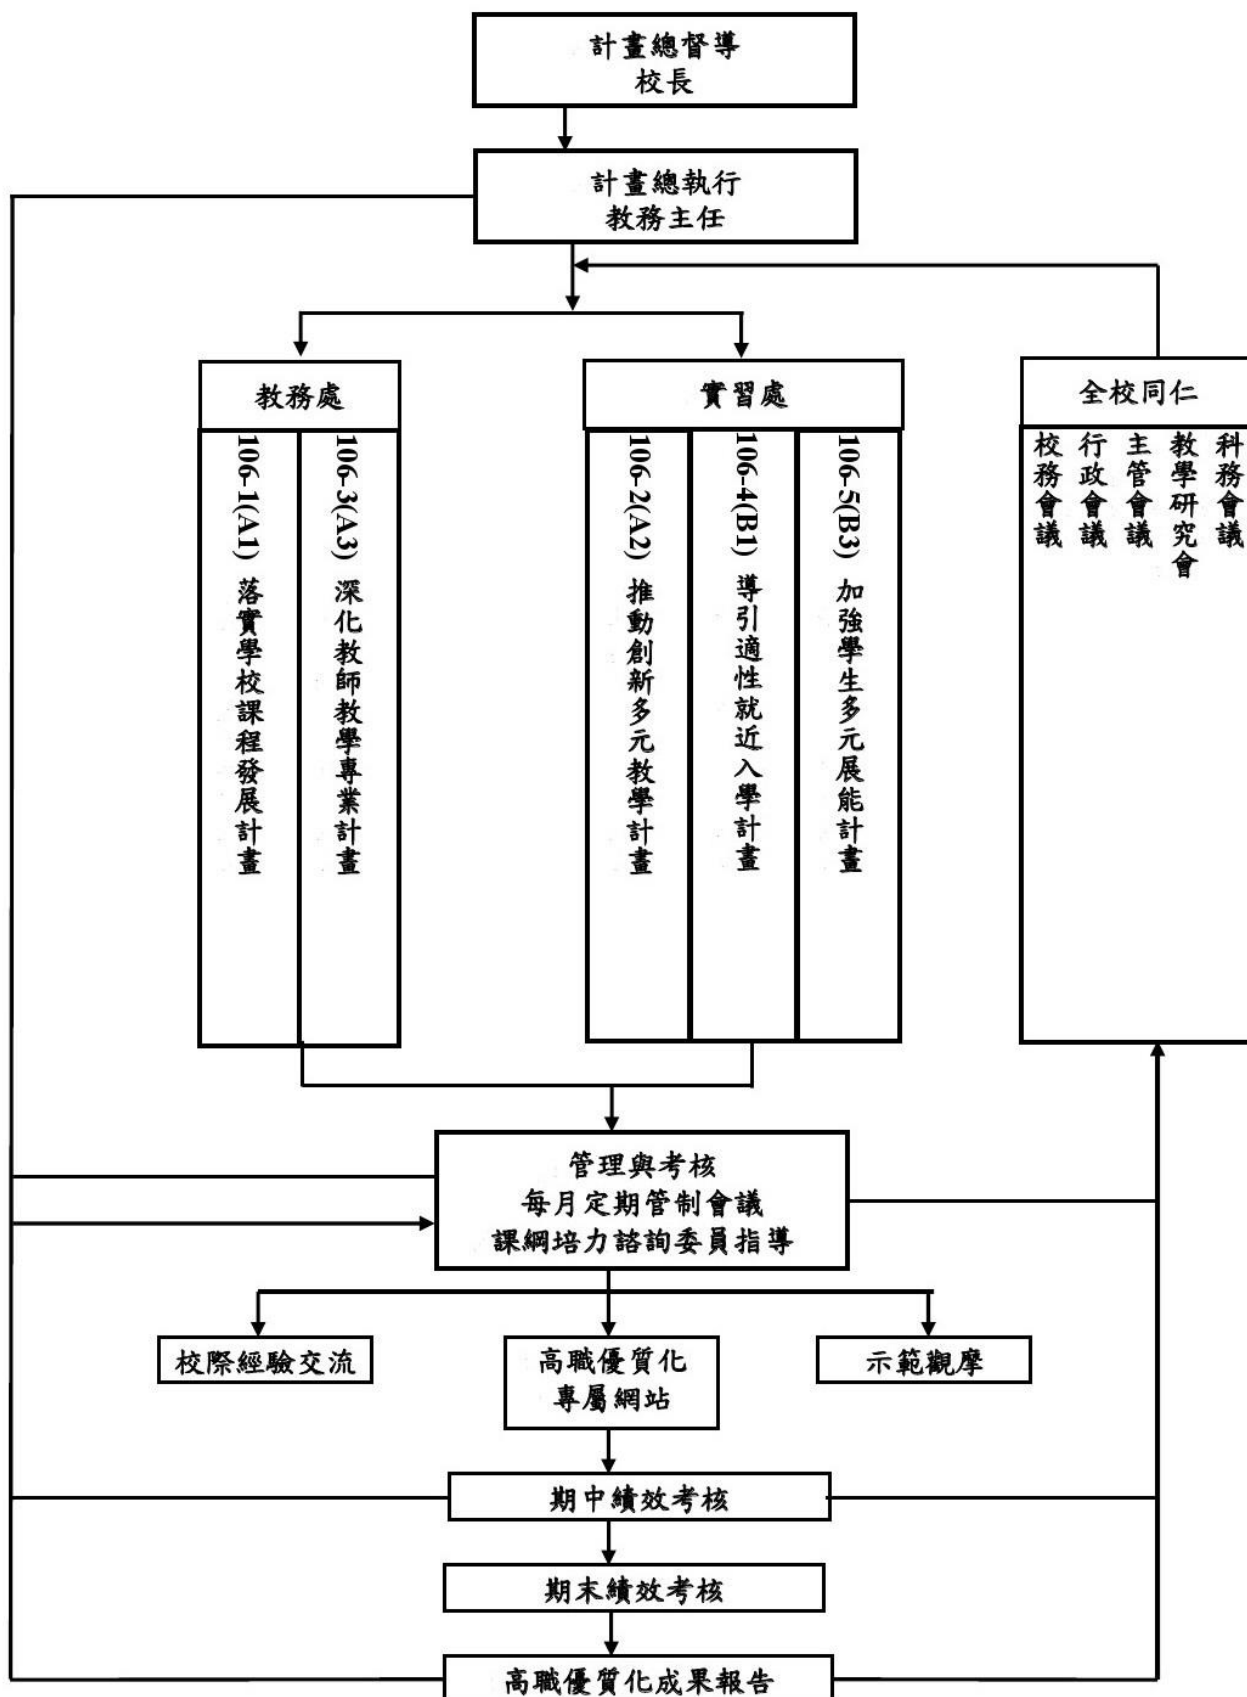 計畫總督導
校長
計畫總執行
教務主任
教務處
106-1(A1) 落實學校課程發展計畫
106-3(A3) 深化教師教學專業計畫
實習處
106-2(A2) 推動創新多元教學計畫
106-4(B1) 導引適性就近入學計畫
106-5(B3) 加強學生多元展能計畫
全校同仁
科務會議
教學研究會
主管會議
行政會議
校務會議
管理與考核
每月定期管制會議
課綱培力諮詢委員指導
校際經驗交流
高職優質化
專屬網站
示範觀摩
期中績效考核
期末績效考核
高職優質化成果報告